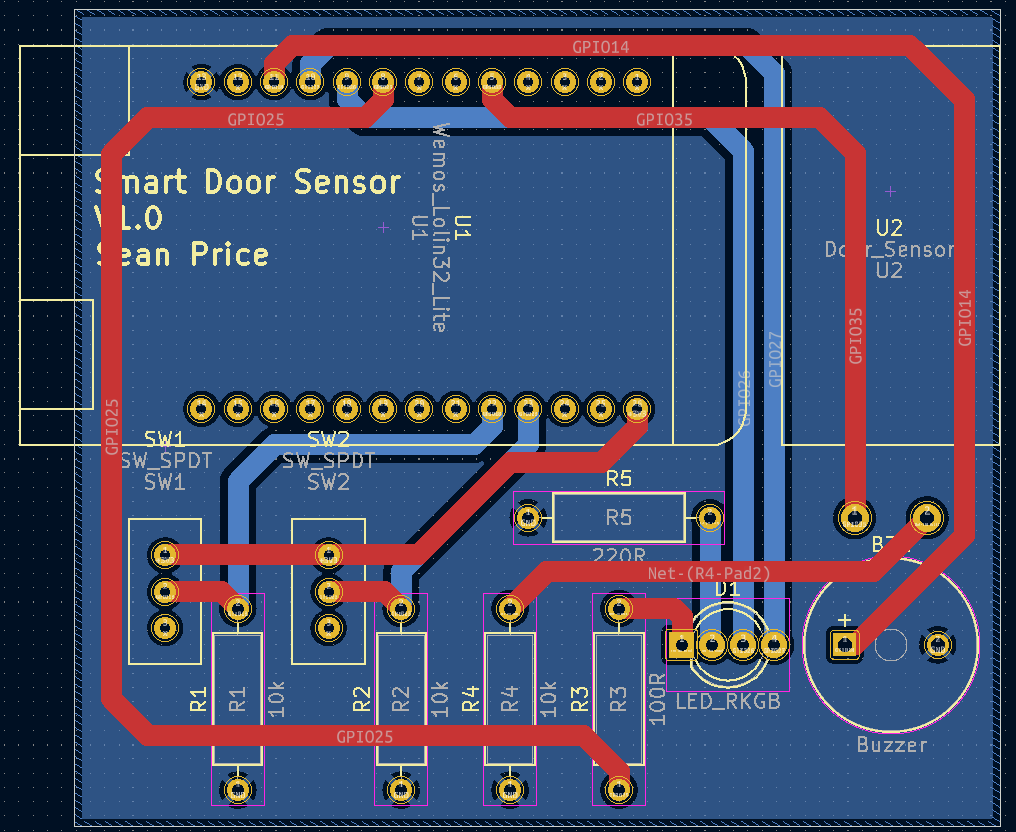 GPIO14
GPIO25
GPIO35
Wemos_Lolin32_Lite
U1
U1
Smart Door Sensor
V1.0
Sean Price
U2
Door_Sensor
U2
GPIO14
GPIO35
GPIO27
GPIO26
GPIO25
SW1
SW_SPDT
SW1
SW2
SW_SPDT
SW2
R5
R5
220R
Net-(R4-Pad2)
D1
+
R1
R1
10k
R2
R2
10k
R4
R4
10k
R3
R3
100R
LED_RKGB
Buzzer
GPIO25